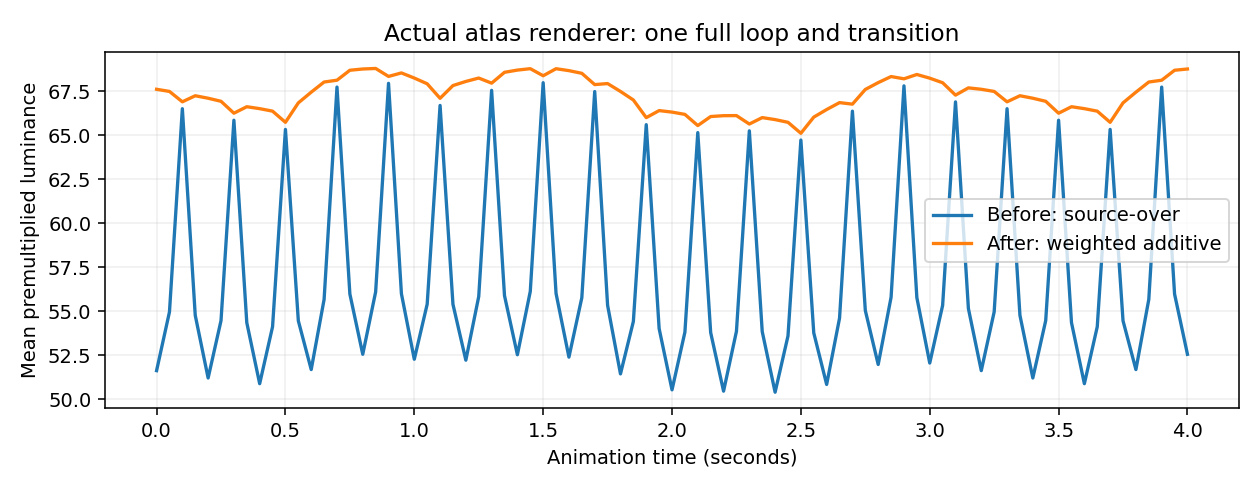 Actual atlas renderer: one full loop and transition
Mean premultiplied luminance
67.5
65.0
62.5
60.0
57.5
55.0
52.5
50.0
Before: source-over
After: weighted additive
0.0 0.5 1.0 1.5 2.0 2.5 3.0 3.5 4.0
Animation time (seconds)